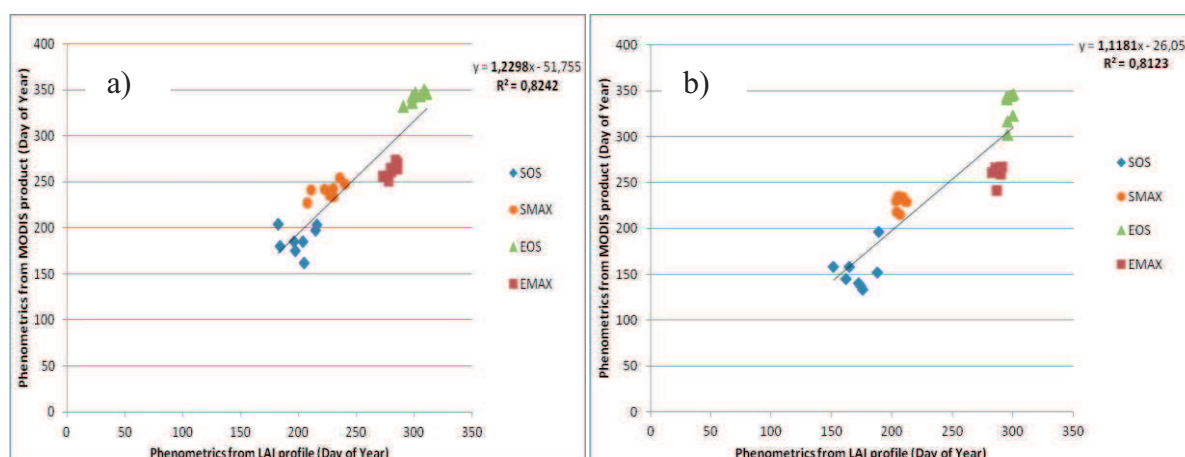 a)
y = 1,2298x - 51,755
R² = 0,8242
Phenometrics from MODIS product (Day of Year)
400
350
300
250
200
150
100
50
0
0 50 100 150 200 250 300 350
Phenometrics from LAI profile (Day of Year)
SOS
SMAX
EOS
EMAX
b)
y = 1,1181x - 26,05
R² = 0,8123
Phenometrics from MODIS product (Day of Year)
400
350
300
250
200
150
100
50
0
0 50 100 150 200 250 300 350
Phenometrics from LAI profile (Day of Year)
SOS
SMAX
EOS
EMAX